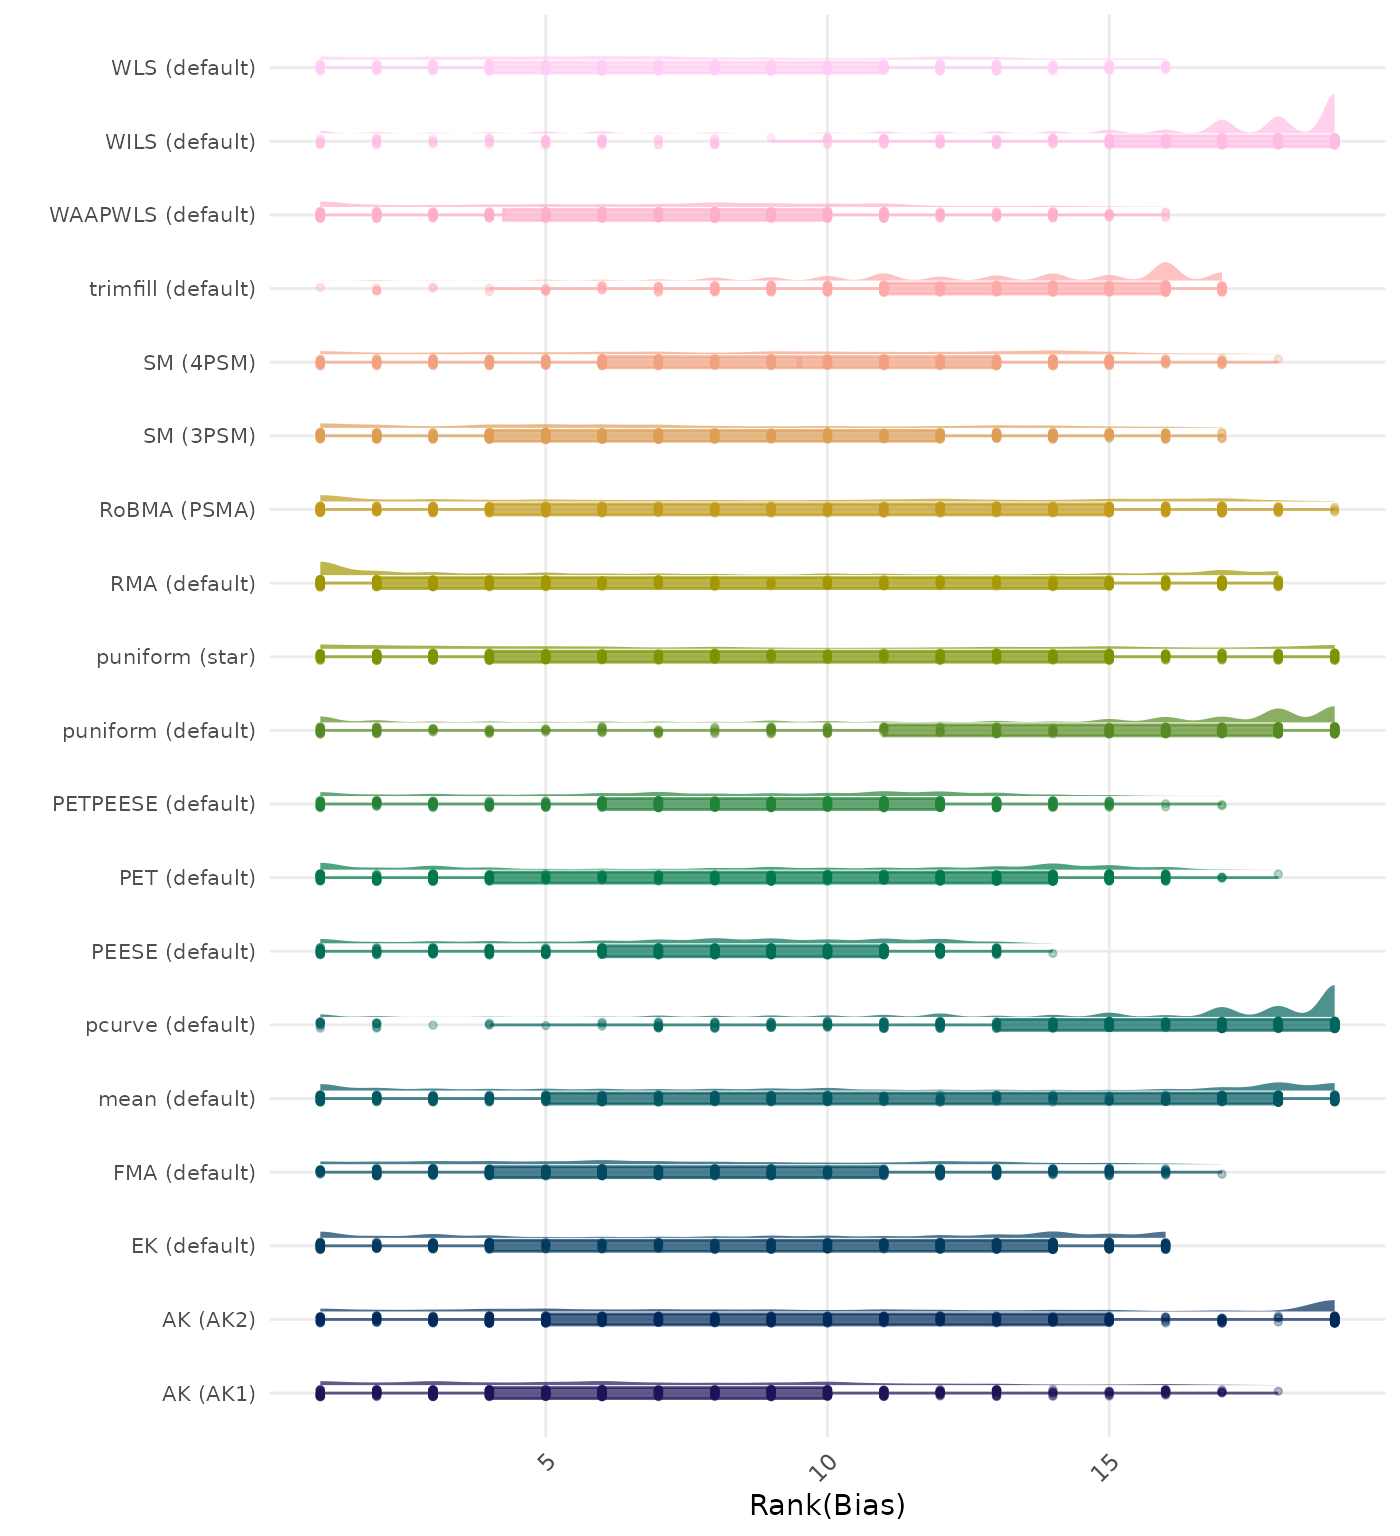 WLS (default)
WILS (default)
WAAPWLS (default)
trimfill (default)
SM (4PSM)
SM (3PSM)
RoBMA (PSMA)
RMA (default)
puniform (star)
puniform (default)
PETPEESE (default)
PET (default)
PEESE (default)
pcurve (default)
mean (default)
FMA (default)
EK (default)
AK (AK2)
AK (AK1)
5
10
15
Rank(Bias)